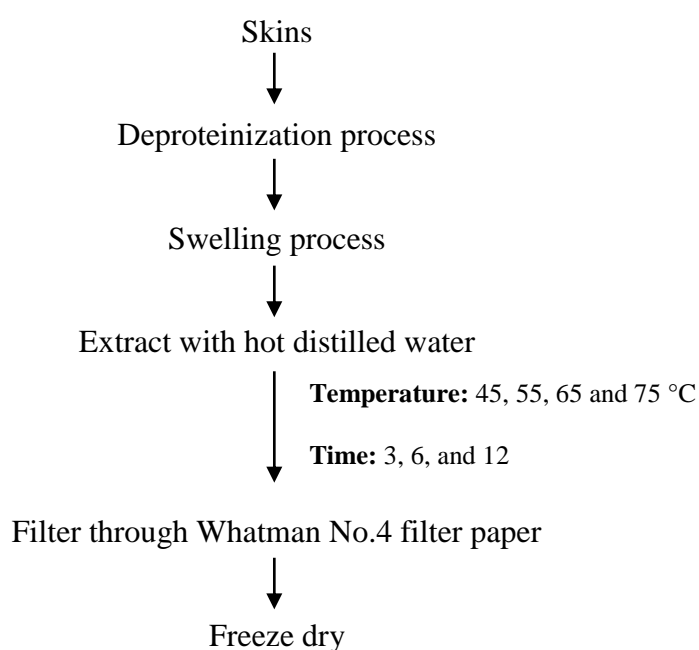 Skins
Deproteinization process
Swelling process
Extract with hot distilled water
Temperature: 45, 55, 65 and 75 °C
Time: 3, 6, and 12
Filter through Whatman No.4 filter paper
Freeze dry